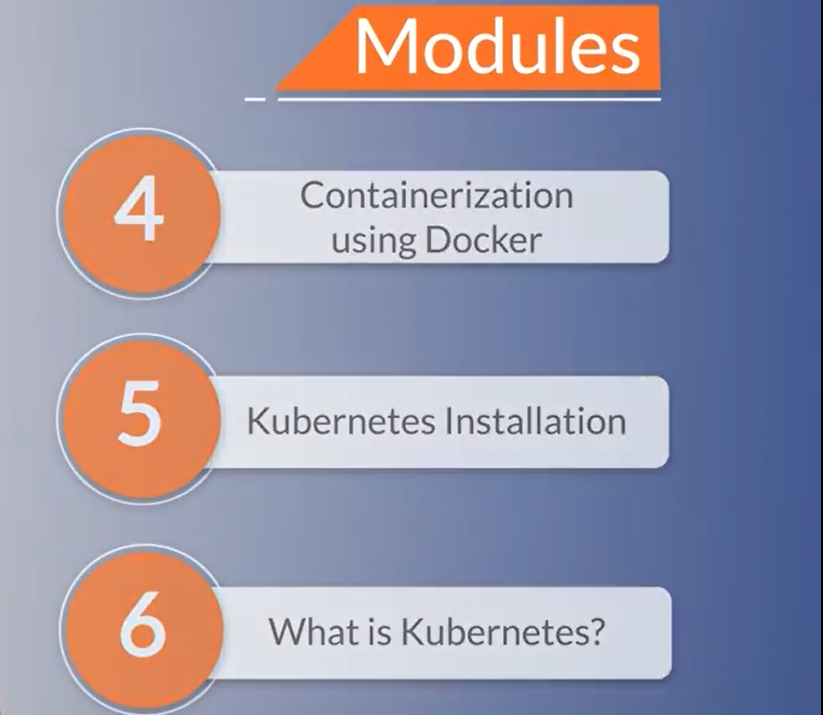 Modules
4
Containerization
using Docker
5
Kubernetes Installation
6
What is Kubernetes?